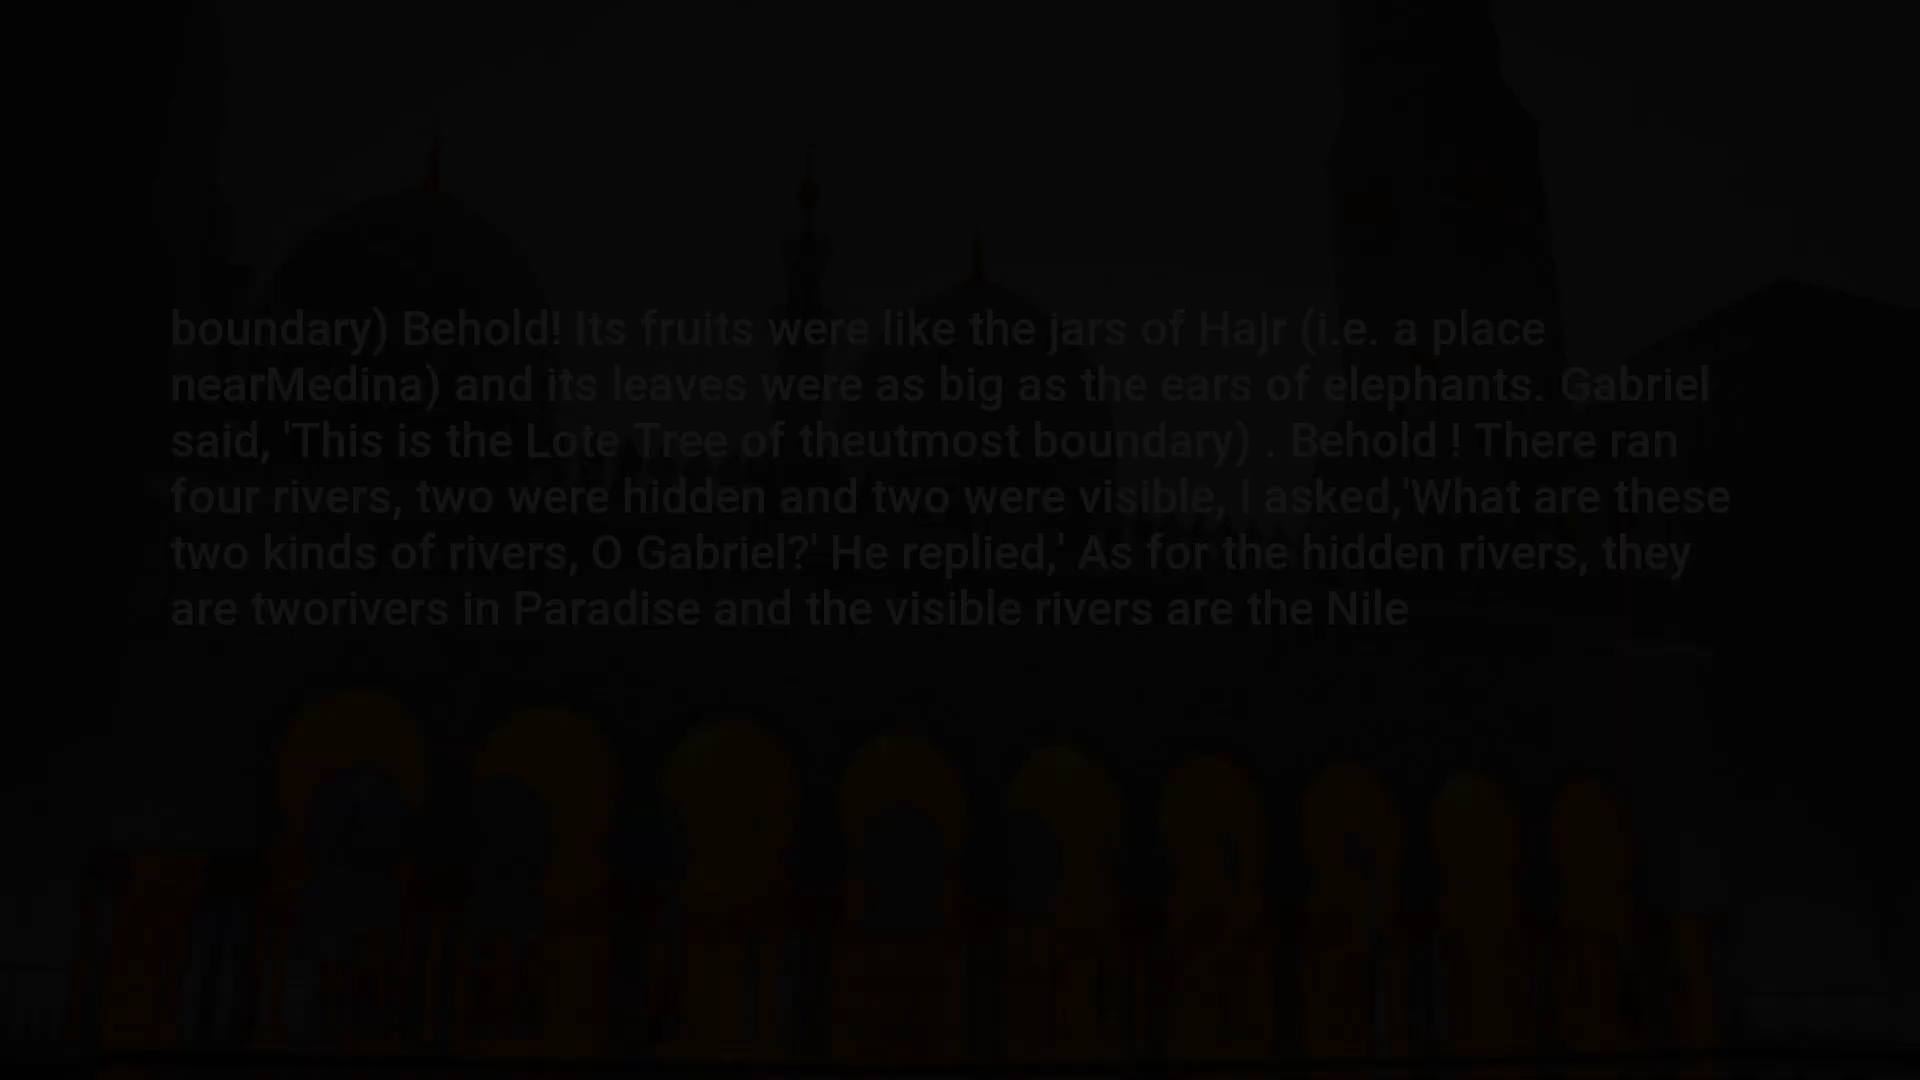 boundary) Behold! Its fruits were like the jars of Hajr (i.e. a place
nearMedina) and its leaves were as big as the ears of elephants. Gabriel
said, 'This is the Lote Tree of theutmost boundary) . Behold ! There ran
four rivers, two were hidden and two were visible, I asked,'What are these
two kinds of rivers, O Gabriel?' He replied,' As for the hidden rivers, they
are tworivers in Paradise and the visible rivers are the Nile